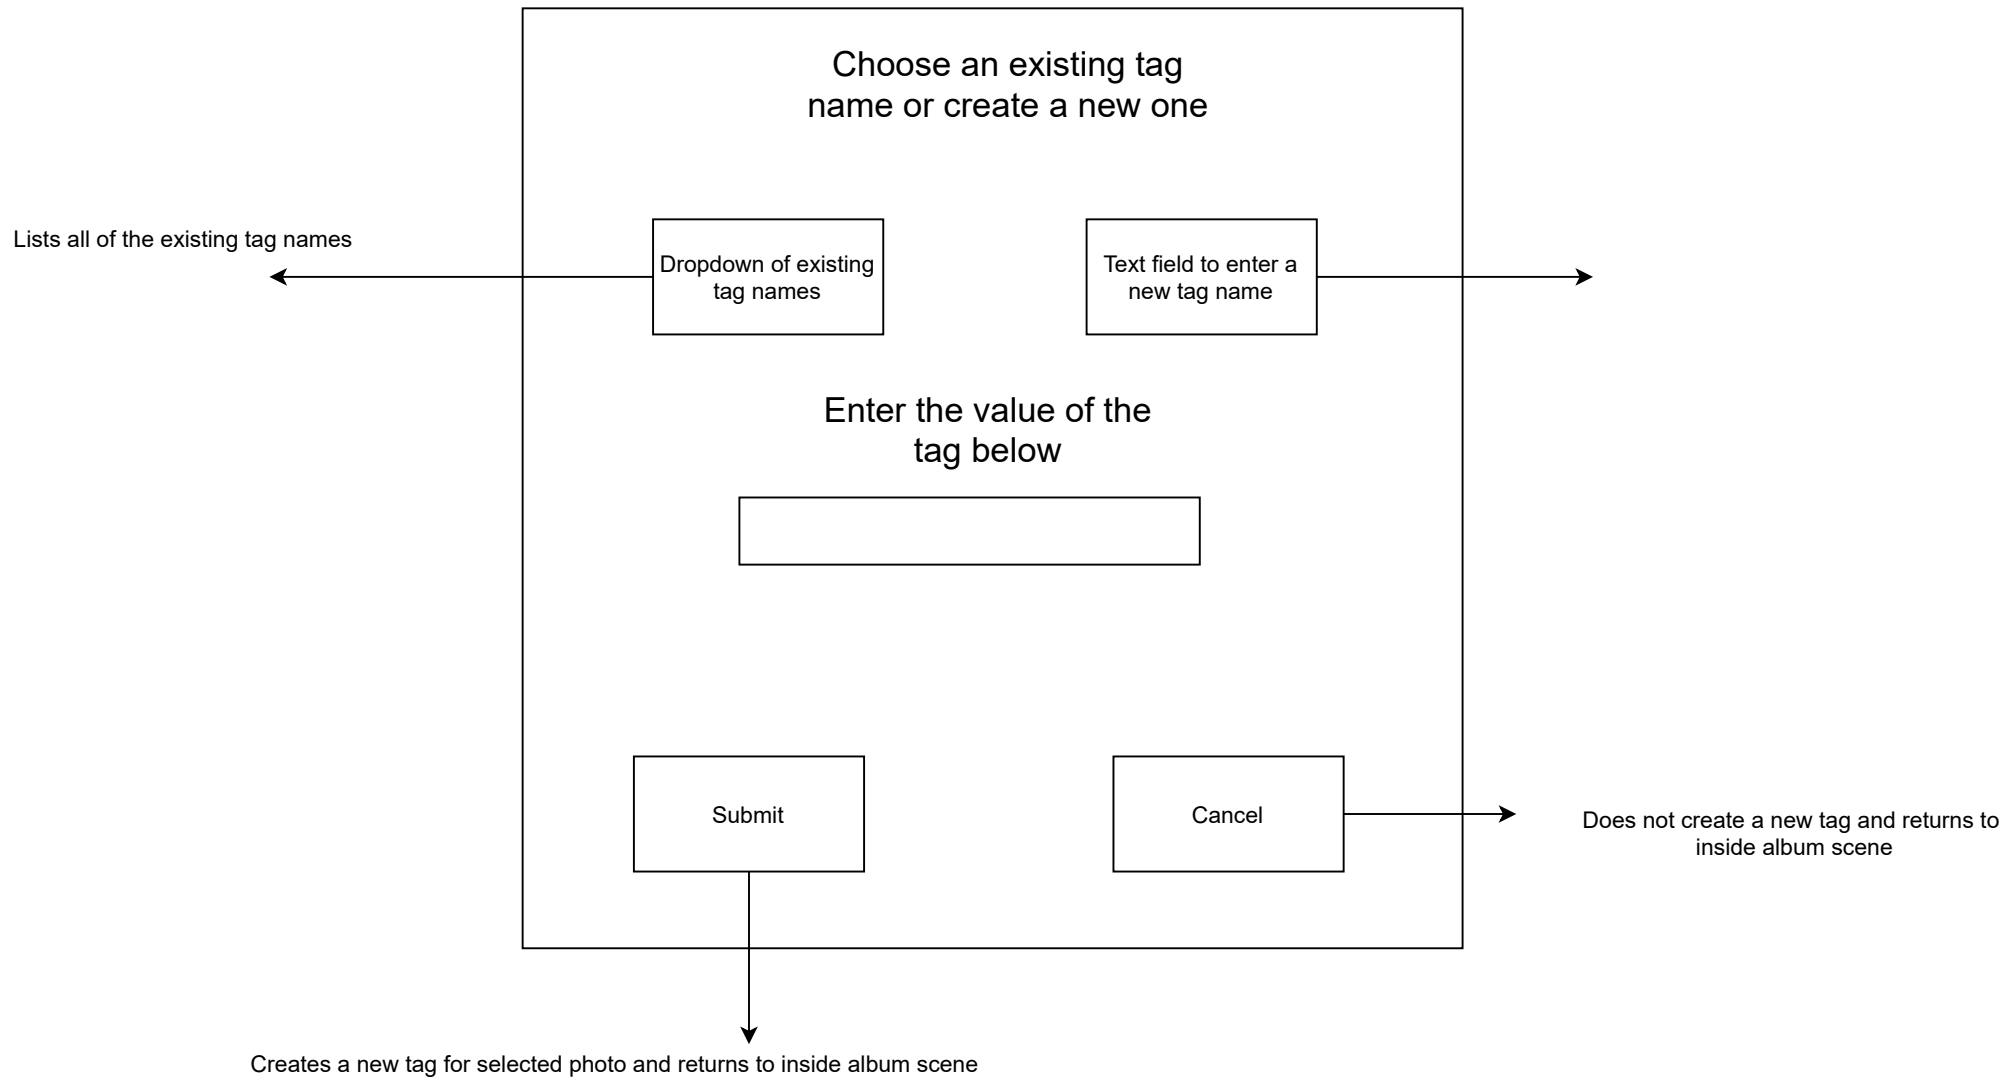 Choose an existing tag
name or create a new one
Lists all of the existing tag names
Dropdown of existing
tag names
Text field to enter a
new tag name
Enter the value of the
tag below
Submit
Cancel
Does not create a new tag and returns to
inside album scene
Creates a new tag for selected photo and returns to inside album scene